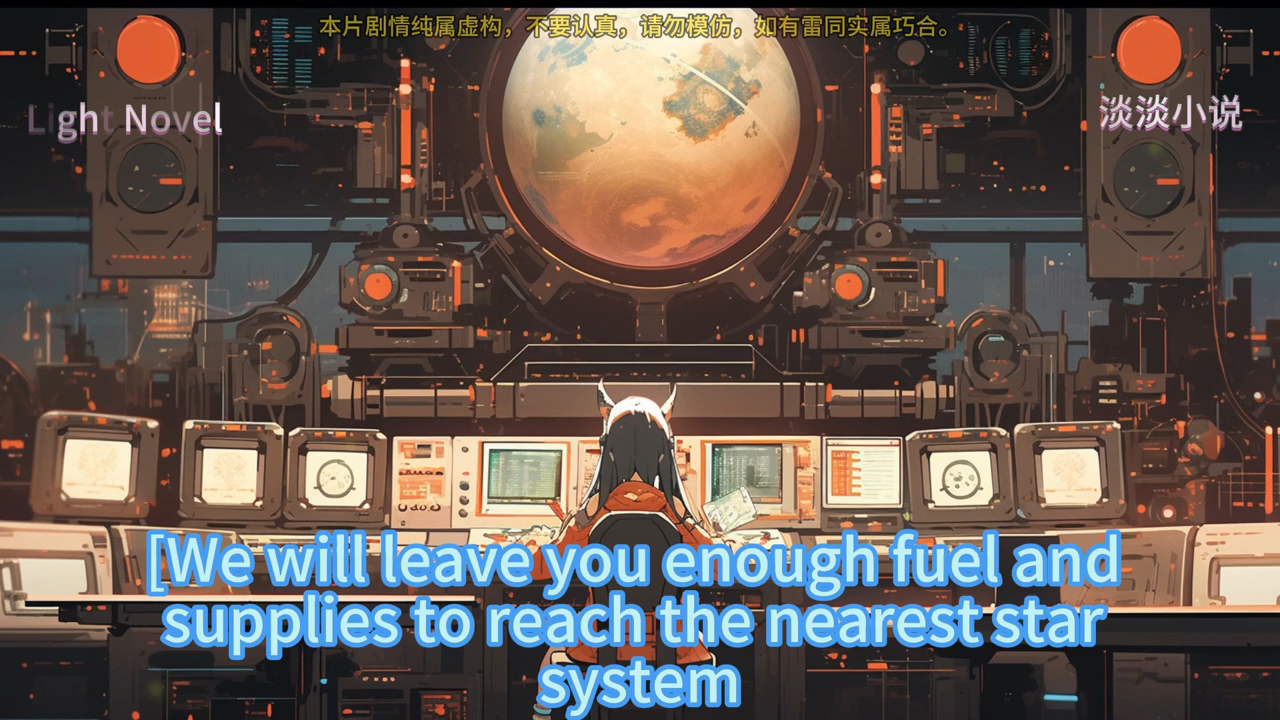 本片剧情纯属虚构，不要认真，请勿模仿，如有雷同实属巧合。
Light Novel
淡淡小说
[We will leave you enough fuel and
supplies to reach the nearest star
system